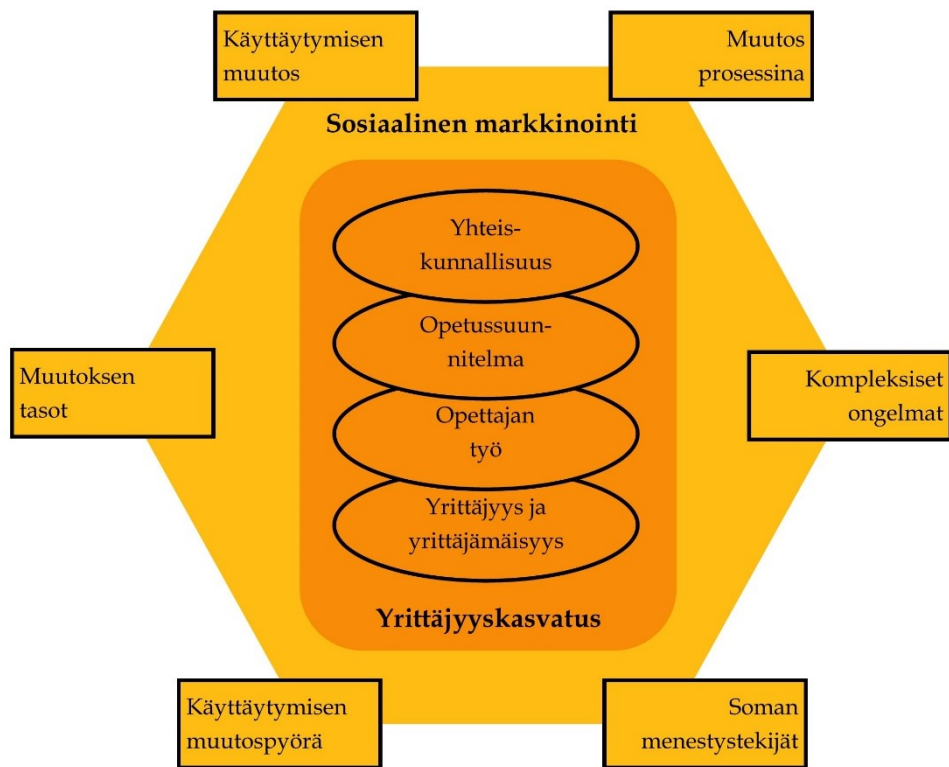 Käyttäytymisen
muutos
Muutos
prosessina
Sosiaalinen markkinointi
Yhteis-
kunnallisuus
Opetussuun-
nitelma
Muutoksen
tasot
Kompleksiset
ongelmat
Opettajan
työ
Yrittäjyys ja
yrittäjämäisyys
Yrittäjyyskasvatus
Käyttäytymisen
muutospyörä
Soman
menestystekijät